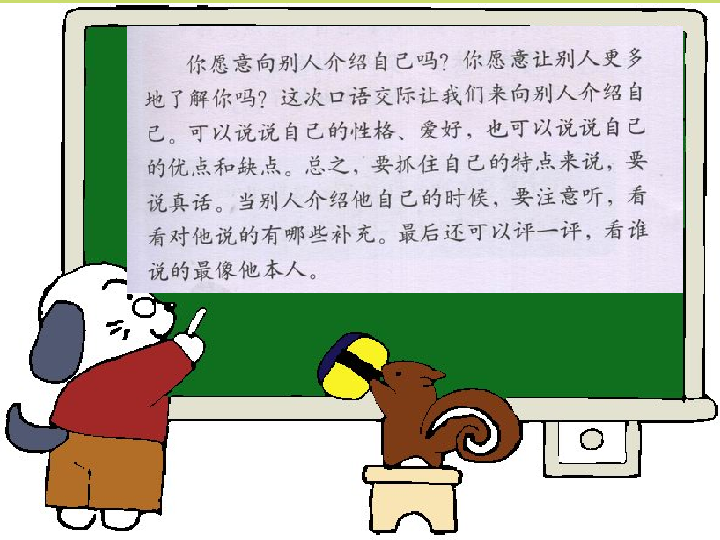 你愿意向别人介绍自己吗？你愿意让别人更多
地了解你吗？这次口语交际让我们来向别人介绍自
己。可以说说自己的性格、爱好，也可以说说自己
的优点和缺点。总之，要抓住自己的特点来说，要
说真话。当别人介绍他自己的时候，要注意听，看
看对他说的有哪些补充。最后还可以评一评，看谁
说的最像他本人。